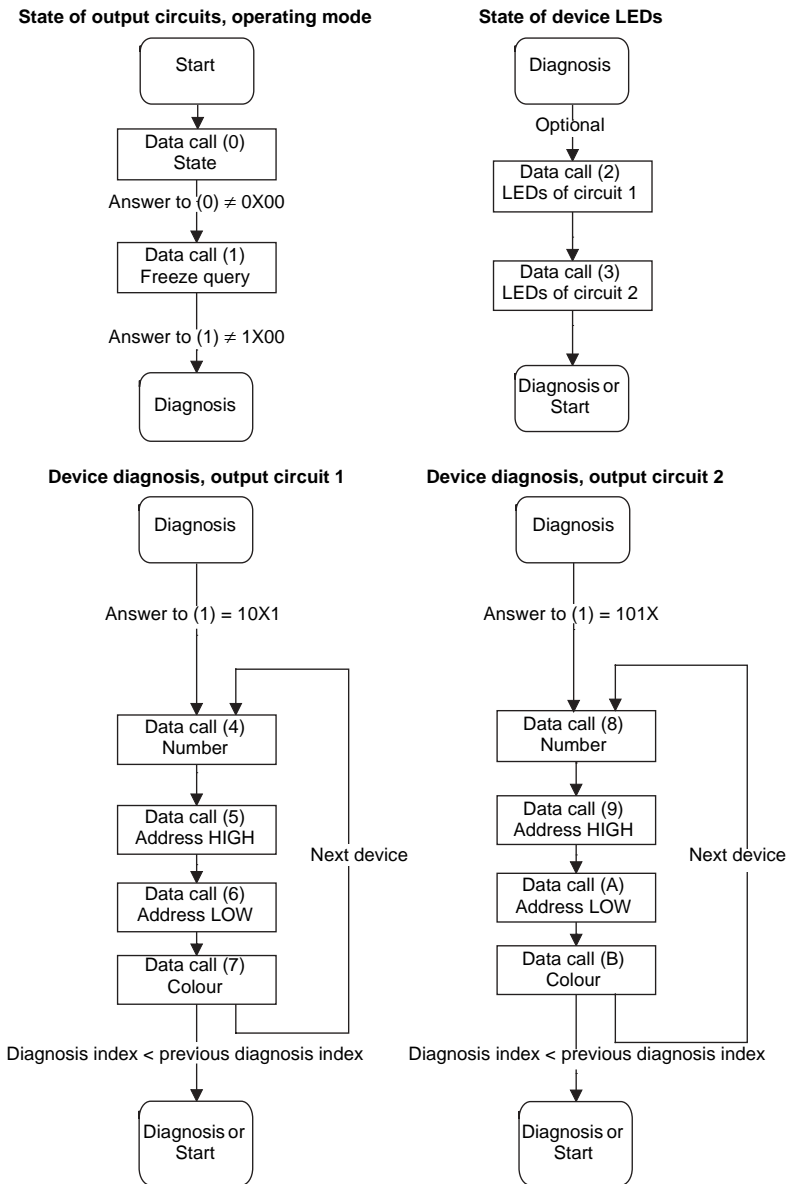 State of output circuits, operating mode
Start
Data call (0)
State
Answer to (0) ≠ 0X00
Data call (1)
Freeze query
Answer to (1) ≠ 1X00
Diagnosis
State of device LEDs
Diagnosis
Optional
Data call (2)
LEDs of circuit 1
Data call (3)
LEDs of circuit 2
Diagnosis or
Start
Device diagnosis, output circuit 1
Diagnosis
Answer to (1) = 10X1
Data call (4)
Number
Data call (5)
Address HIGH
Next device
Data call (6)
Address LOW
Data call (7)
Colour
Diagnosis index < previous diagnosis index
Diagnosis or
Start
Device diagnosis, output circuit 2
Diagnosis
Answer to (1) = 101X
Data call (8)
Number
Data call (9)
Address HIGH
Next device
Data call (A)
Address LOW
Data call (B)
Colour
Diagnosis index < previous diagnosis index
Diagnosis or
Start